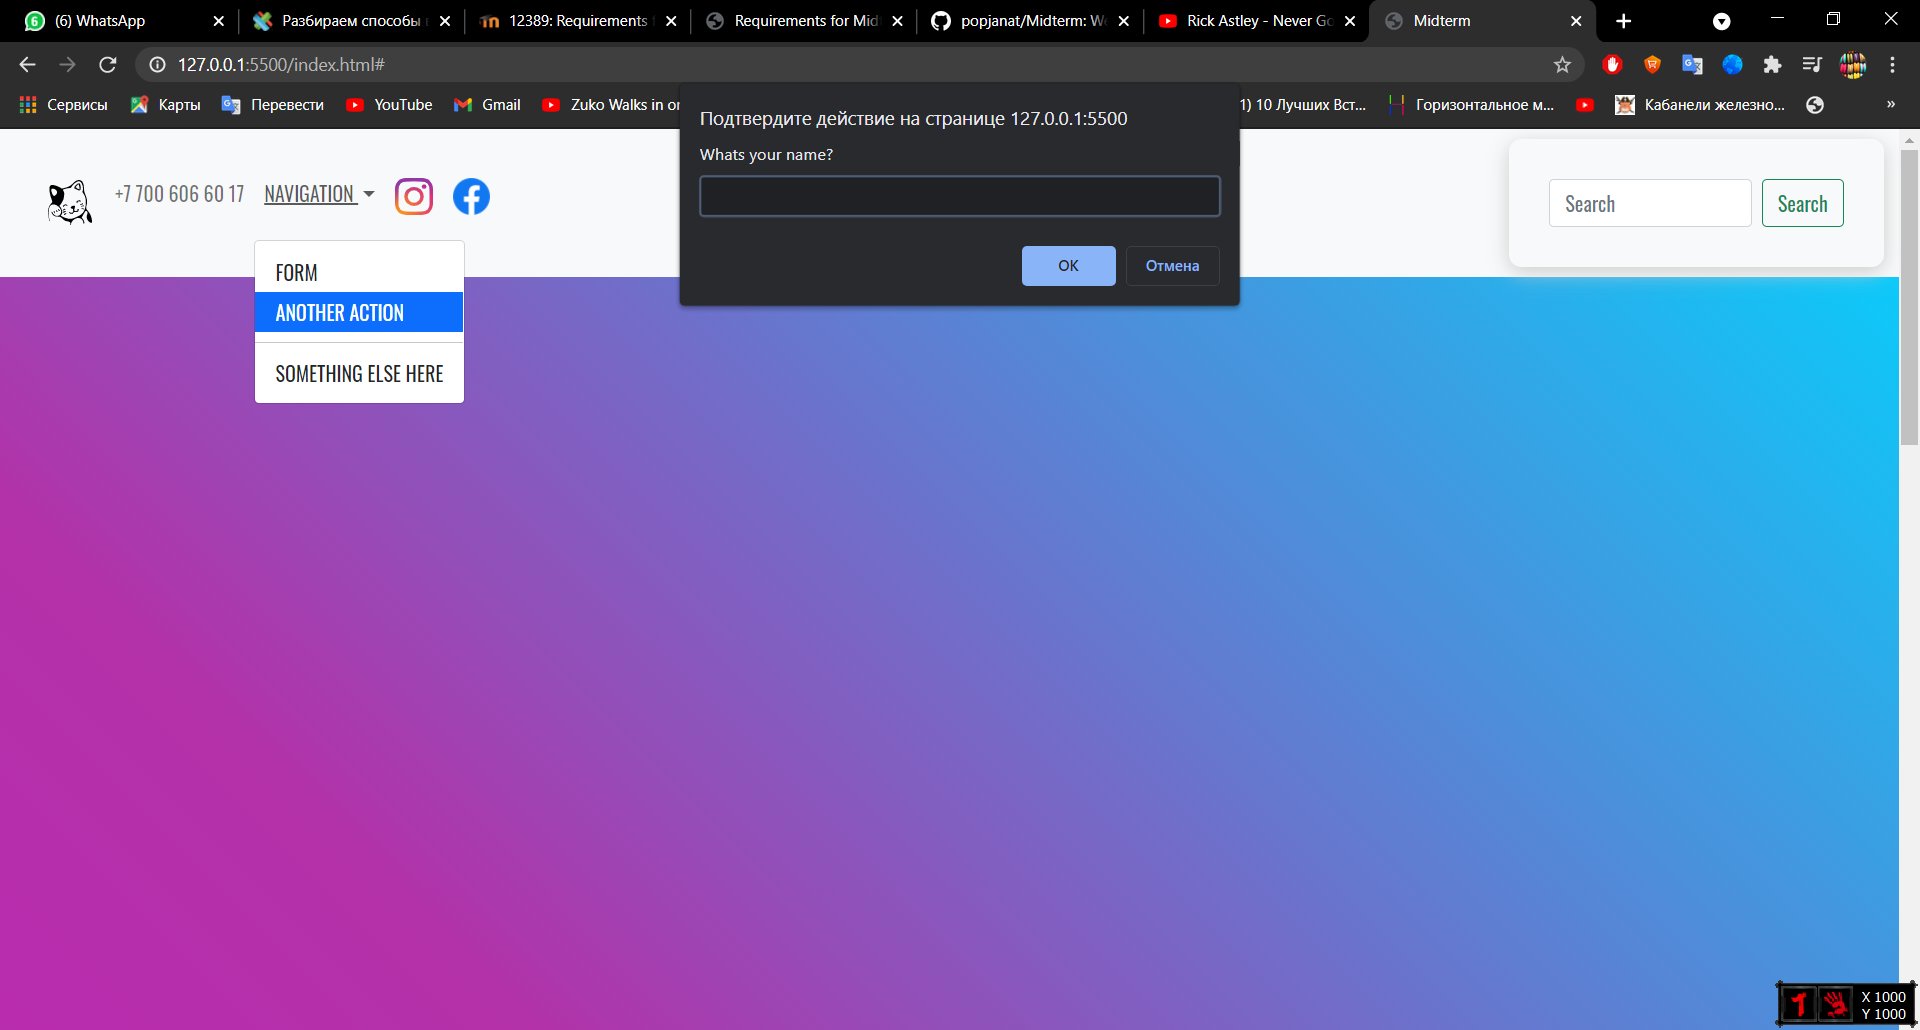 6 (6) WhatsApp
Разбираем способы
12389: Requirements
Requirements for Mid
popjanat/Midterm: W
Rick Astley - Never Go
Midterm
127.0.0.1:5500/index.html#
Сервисы
Карты
Перевести
YouTube
Gmail
Zuko Walks in
1) 10 Лучших Вст...
Горизонтальное м...
Кабанели железно...
»
Подтвердите действие на странице 127.0.0.1:5500
Whats your name?
OK
Отмена
+7 700 606 60 17
NAVIGATION
Search
Search
FORM
ANOTHER ACTION
SOMETHING ELSE HERE
X 1000
Y 1000